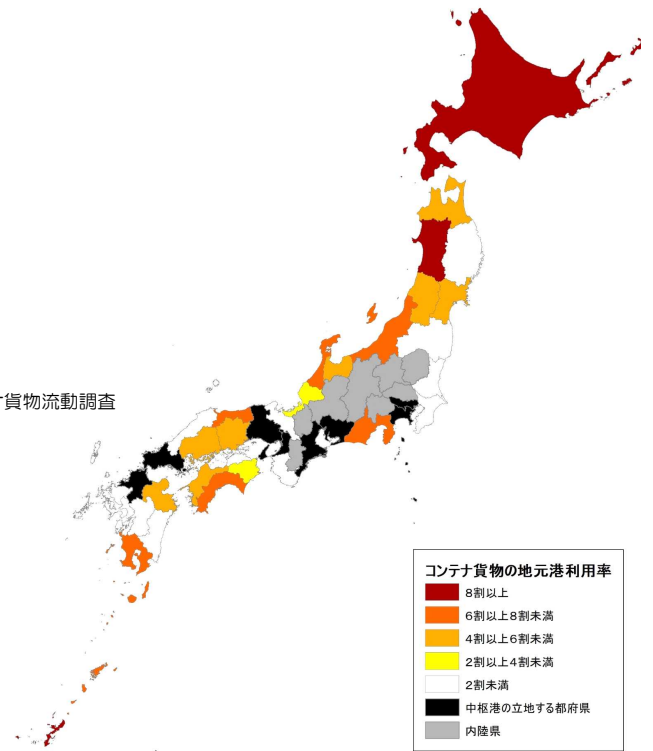 貨物流動調査
コンテナ貨物の地元港利用率
8割以上
6割以上8割未満
4割以上6割未満
2割以上4割未満
2割未満
中枢港の立地する都府県
内陸県